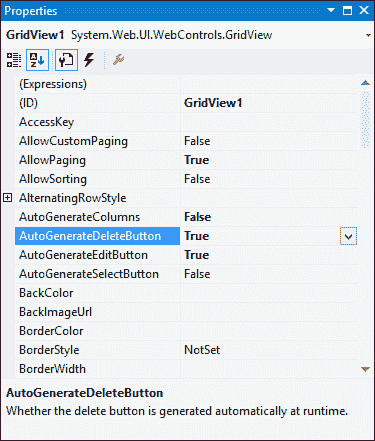 Properties
GridView1 System.Web.UI.WebControls.GridView
(Expressions)
(ID) GridView1
AccessKey
AllowCustomPaging False
AllowPaging True
AllowSorting False
AlternatingRowStyle
AutoGenerateColumns False
AutoGenerateDeleteButton True
AutoGenerateEditButton True
AutoGenerateSelectButton False
BackColor
BackImageUrl
BorderColor
BorderStyle NotSet
BorderWidth
AutoGenerateDeleteButton
Whether the delete button is generated automatically at runtime.